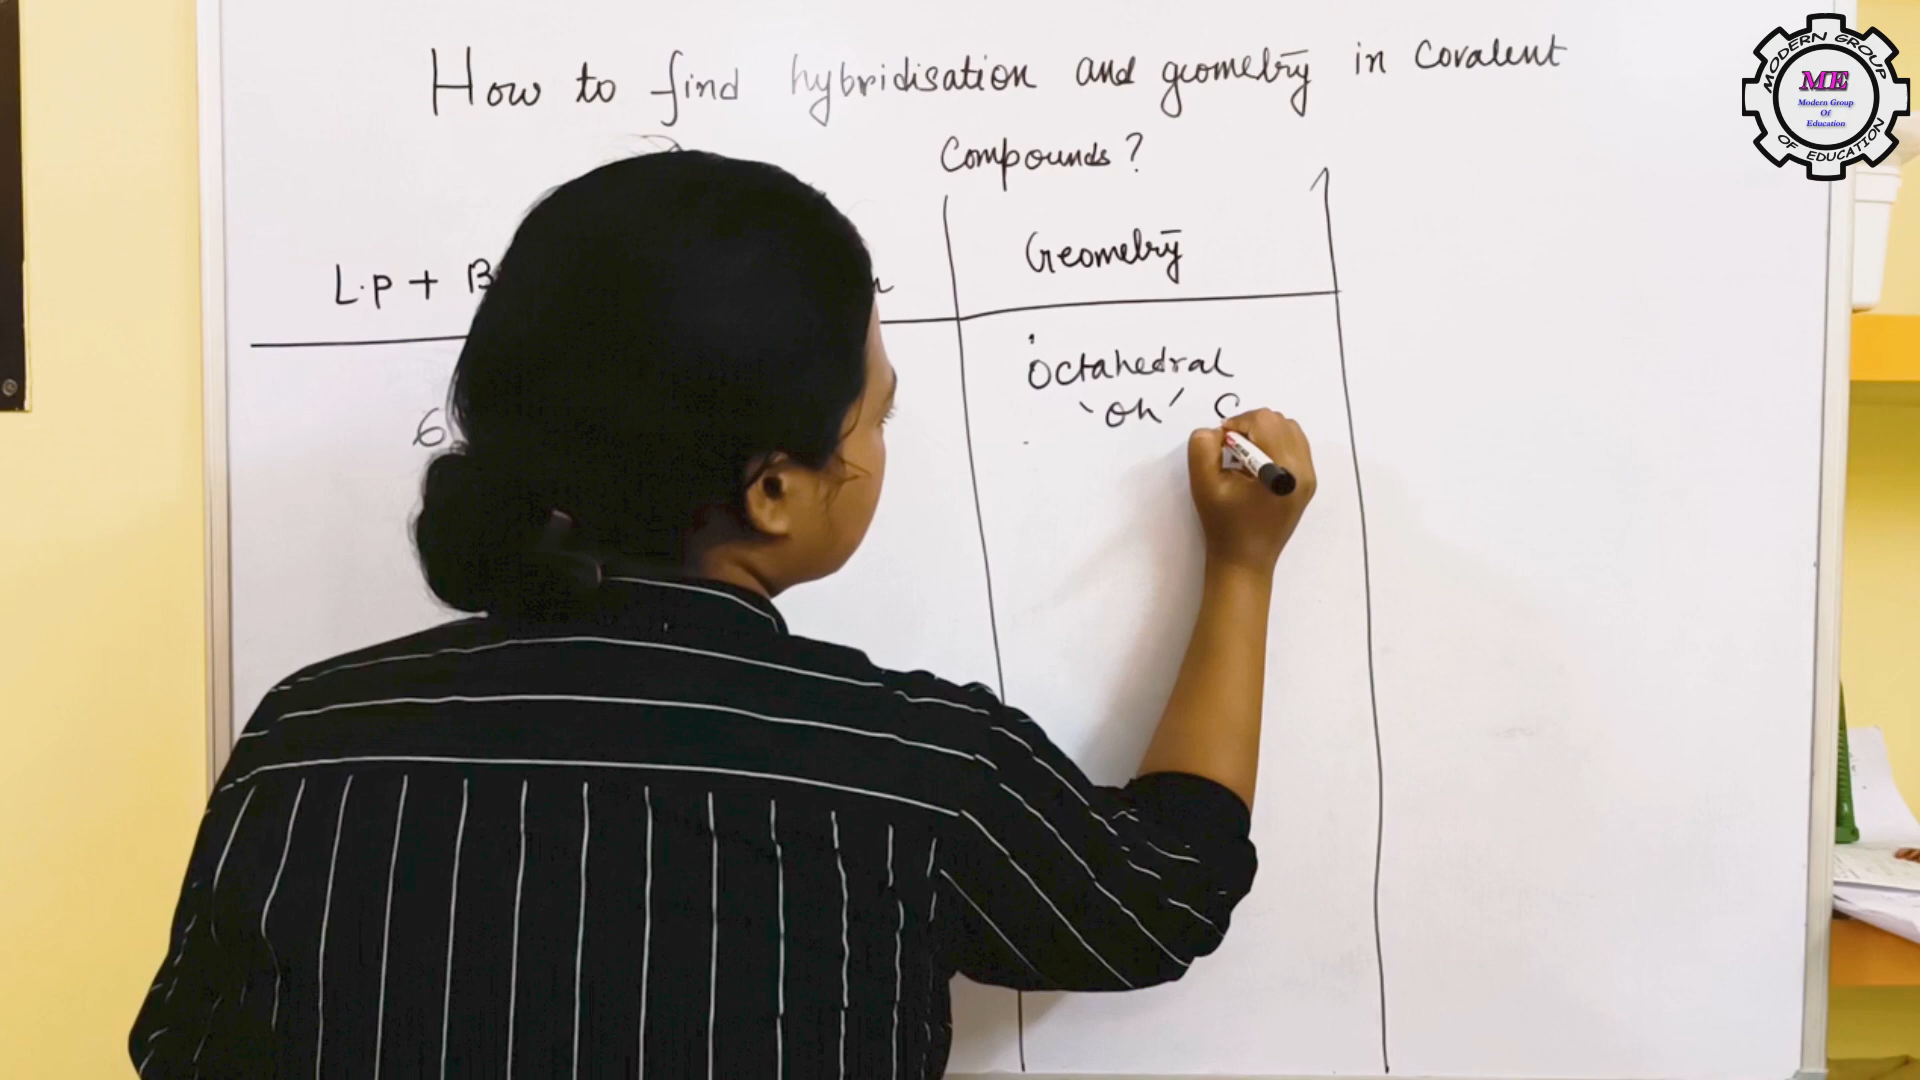 How to find hybridisation and geometry in Covalent
Compounds?
L.p + B
Geometry
6
Octahedral
'Oh'
MODERN GROUP
OF EDUCATION
ME
Modern Group
Of
Education